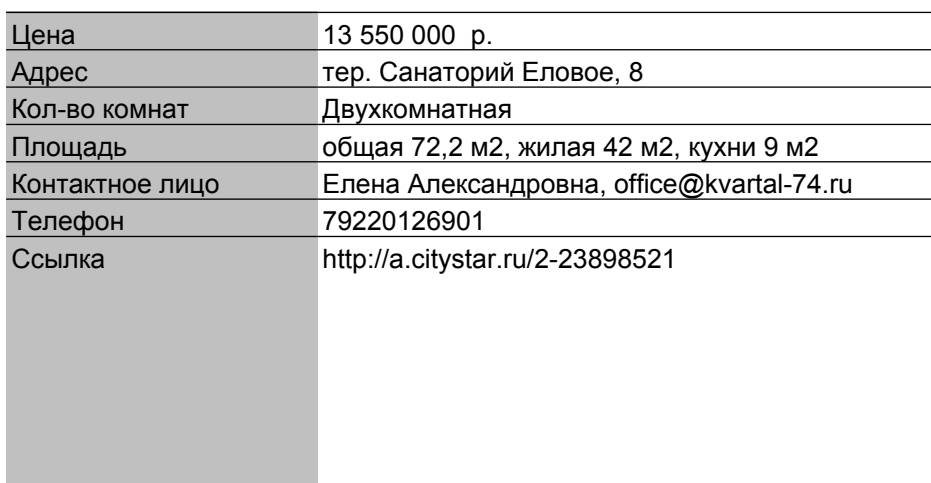 Цена 13 550 000  р.
Адрес тер. Санаторий Еловое, 8
Кол-во комнат Двухкомнатная
Площадь общая 72,2 м2, жилая 42 м2, кухни 9 м2
Контактное лицо Елена Александровна, office@kvartal-74.ru
Телефон 79220126901
Ссылка http://a.citystar.ru/2-23898521